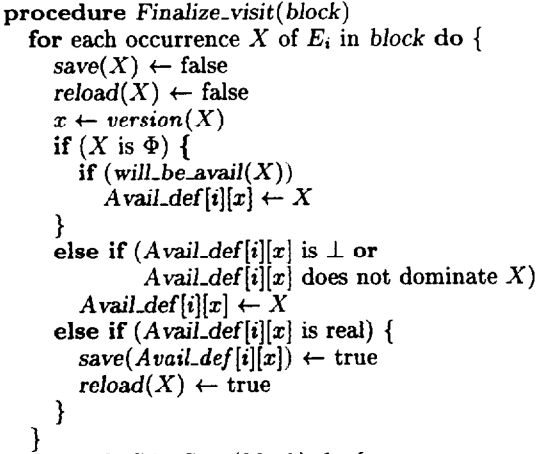 procedure Finalize_visit(block)
for each occurrence X of E_i in block do {
save(X) ← false
reload(X) ← false
x ← version(X)
if (X is Φ) {
if (will_be_avail(X))
Avail_def[i][x] ← X
}
else if (Avail_def[i][x] is ⊥ or
Avail_def[i][x] does not dominate X)
Avail_def[i][x] ← X
else if (Avail_def[i][x] is real) {
save(Avail_def[i][x]) ← true
reload(X) ← true
}
}